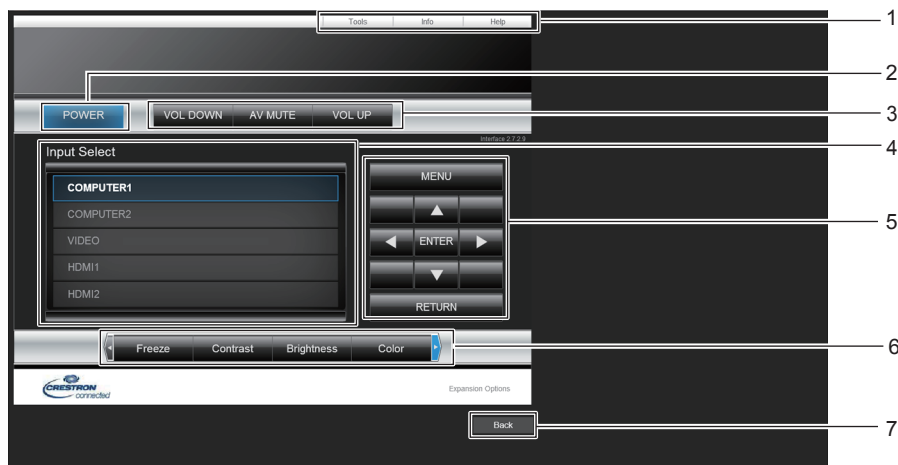 Tools Info Help 1
2
POWER VOL DOWN AV MUTE VOL UP 3
Interface 2.7.2.9
Input Select 4
MENU
COMPUTER1
COMPUTER2
5
VIDEO
ENTER
HDMI1
HDMI2
RETURN
Freeze Contrast Brightness Color 6
CRESTRON
connected
Expansion Options
Back 7